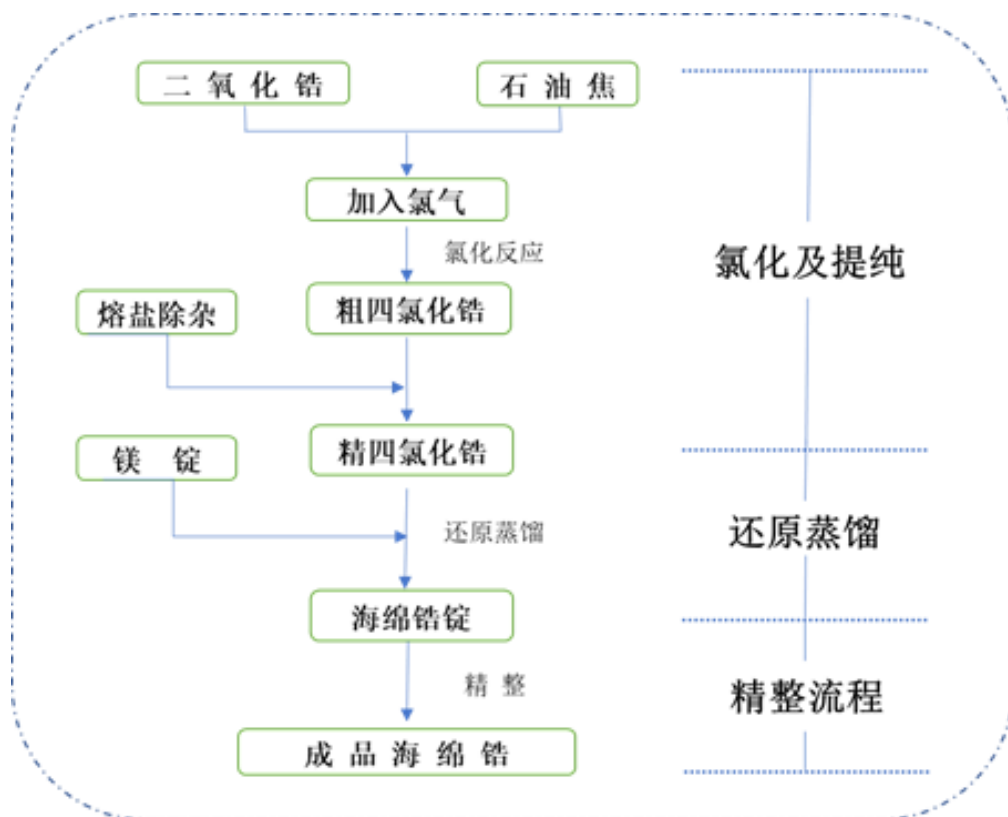 二氧化锆
石油焦
加入氯气
氯化反应
氯化及提纯
熔盐除杂
粗四氯化锆
镁 锭
精四氯化锆
还原蒸馏
还原蒸馏
海绵锆锭
精 整
精整流程
成品海绵锆